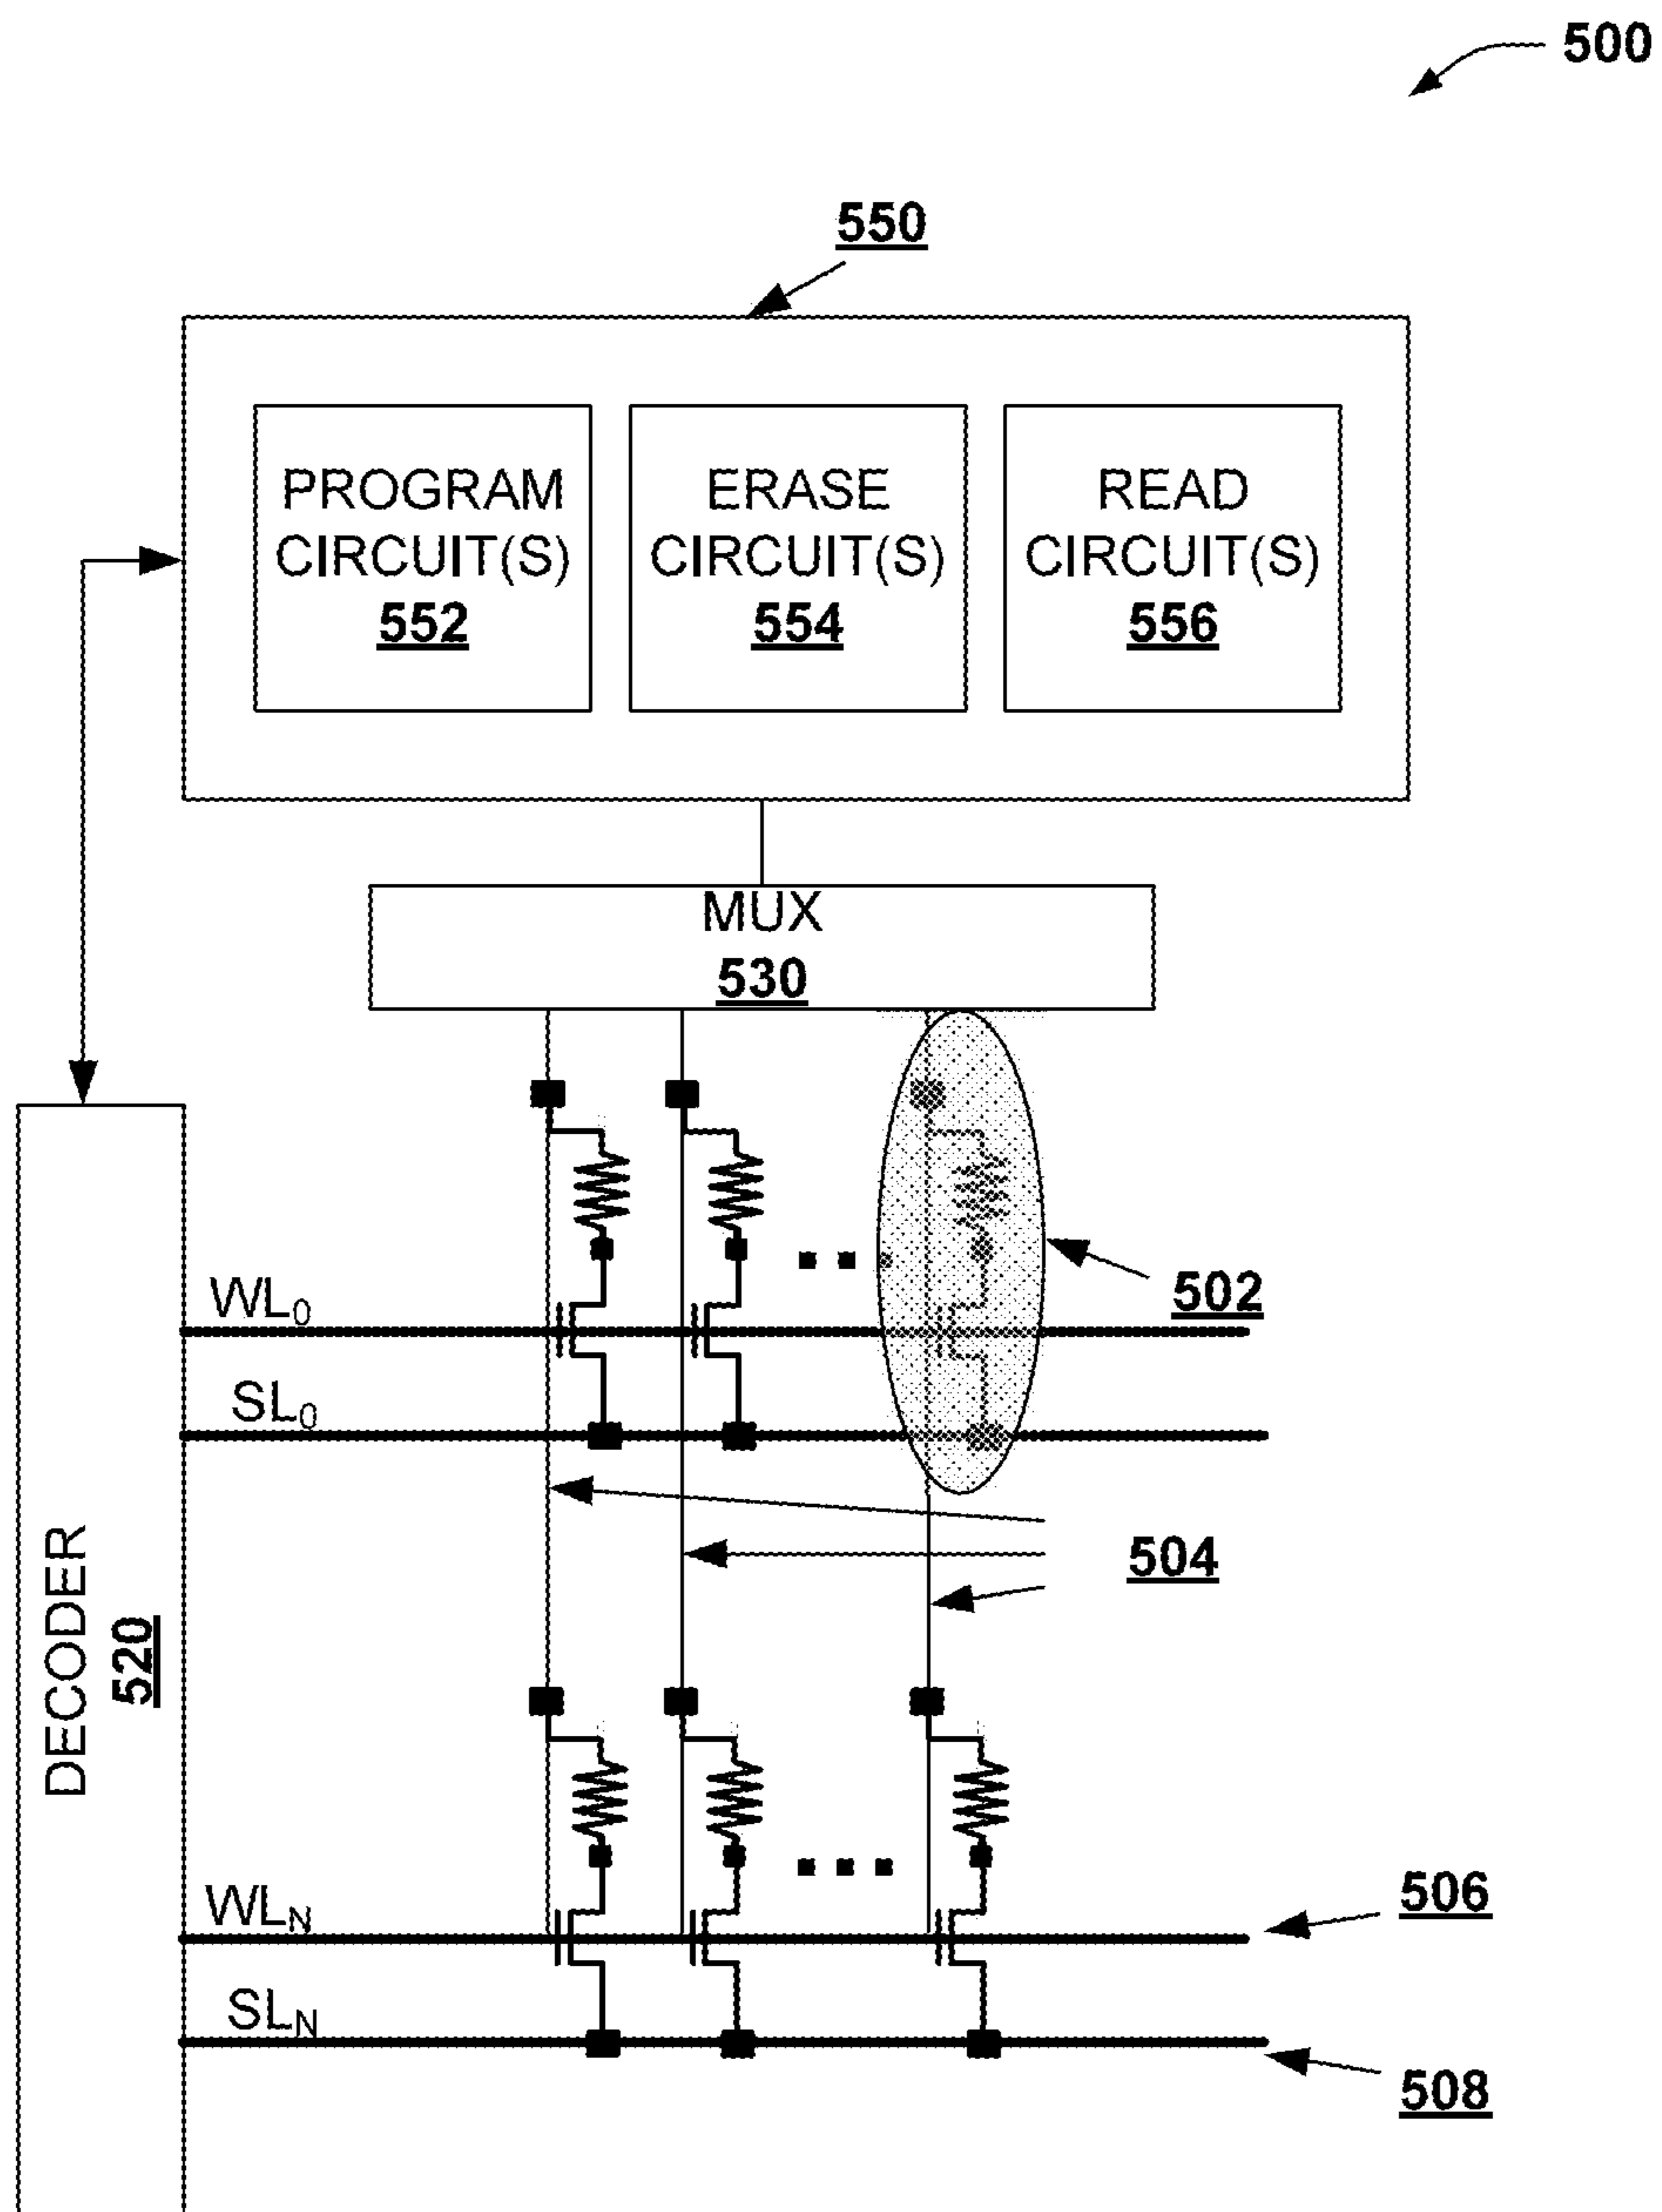 500
550
PROGRAM
CIRCUIT(S)
552
ERASE
CIRCUIT(S)
554
READ
CIRCUIT(S)
556
MUX
530
502
WL0
SL0
504
DECODER
520
WLN
506
SLN
508